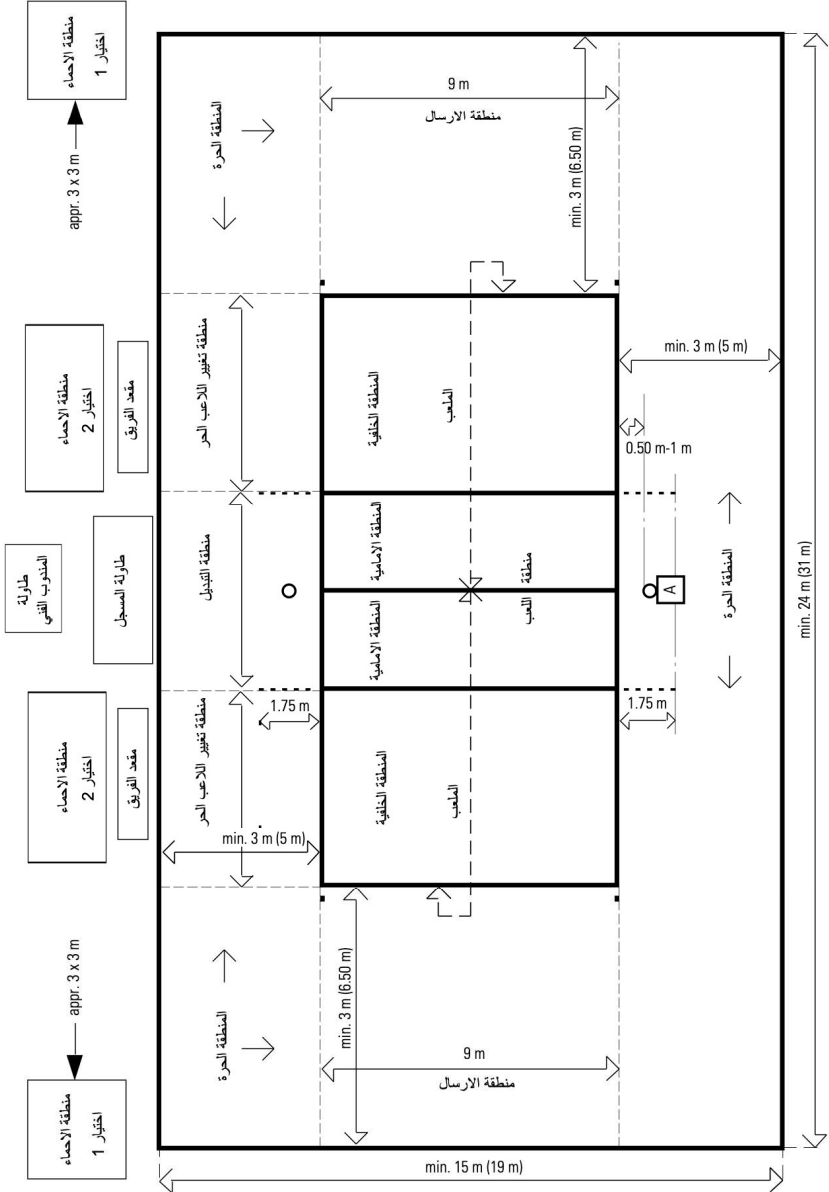 منطقة الاحماء
اختيار 1
appr. 3 x 3 m
منطقة الاحماء
اختيار 2
مقعد الفريق
طاولة
المندوب الفني
طاولة المسجل
منطقة الاحماء
اختيار 2
مقعد الفريق
appr. 3 x 3 m
منطقة الاحماء
اختيار 1
المنطقة الحرة
9 m
منطقة الارسال
min. 3 m (6.50 m)
منطقة تغيير اللاعب الحر
المنطقة الخلفية
الملعب
min. 3 m (5 m)
0.50 m-1 m
منطقة التبديل
المنطقة الامامية
المنطقة الامامية
منطقة
اللعب
A
المنطقة الحرة
min. 24 m (31 m)
1.75 m
1.75 m
منطقة تغيير اللاعب الحر
المنطقة الخلفية
الملعب
min. 3 m (5 m)
المنطقة الحرة
min. 3 m (6.50 m)
9 m
منطقة الارسال
min. 15 m (19 m)